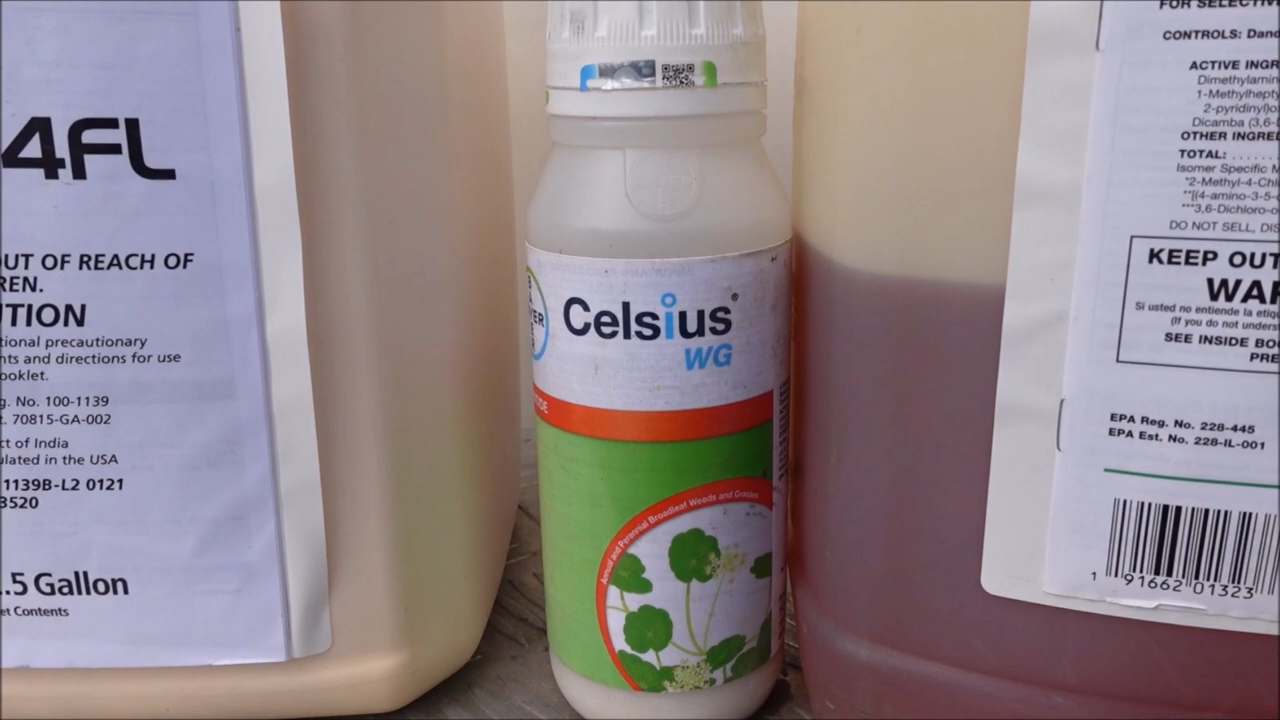 4FL
OUT OF REACH OF
REN.
UTION
tional precautionary
nts and directions for use
ooklet.
g. No. 100-1139
t. 70815-GA-002
ct of India
ulated in the USA
1139B-L2 0121
3520
.5 Gallon
et Contents
Celsius®
WG
CIDE
Annual and Perennial Broadleaf Weeds and Grasses
FOR SELECTIV
CONTROLS: Dand
ACTIVE INGR
Dimethylamin
1-Methylhepty
2-pyridinyl)o
Dicamba (3,6-
OTHER INGRED
TOTAL: . . . . . .
Isomer Specific M
*2-Methyl-4-Chl
**[(4-amino-3-5-
***3,6-Dichloro-o
DO NOT SELL, DIS
KEEP OUT
WAR
Si usted no entiende la etiqu
(If you do not unders
SEE INSIDE BOO
PRE
EPA Reg. No. 228-445
EPA Est. No. 228-IL-001
1 91662 01323